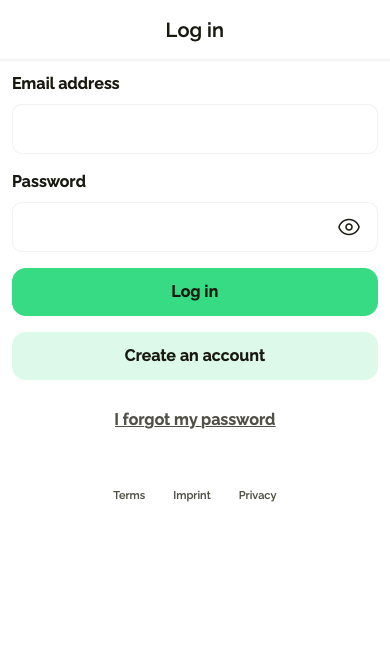 Log in
Email address
Password
Log in
Create an account
I forgot my password
Terms Imprint Privacy